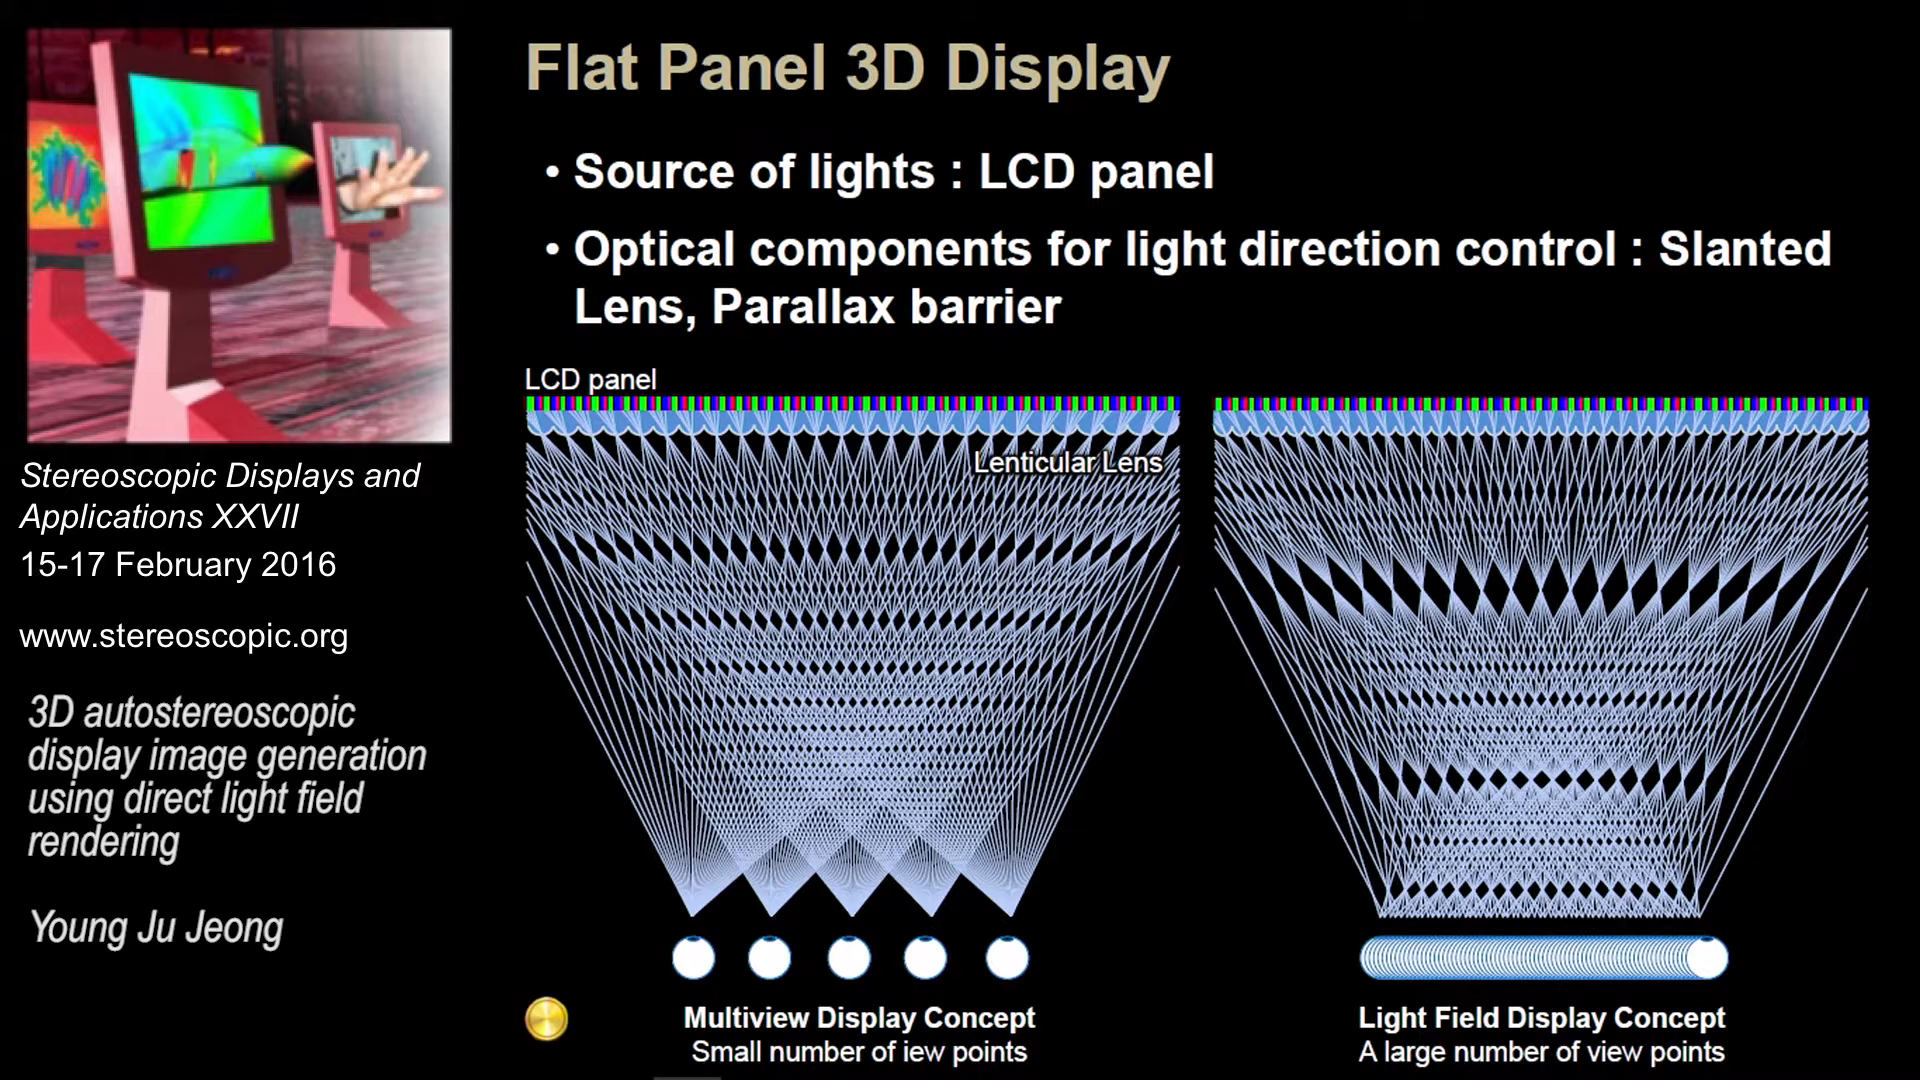 Flat Panel 3D Display
• Source of lights : LCD panel
• Optical components for light direction control : Slanted
Lens, Parallax barrier
LCD panel
Lenticular Lens
Multiview Display Concept
Small number of iew points
Light Field Display Concept
A large number of view points
Stereoscopic Displays and
Applications XXVII
15-17 February 2016
www.stereoscopic.org
3D autostereoscopic
display image generation
using direct light field
rendering
Young Ju Jeong